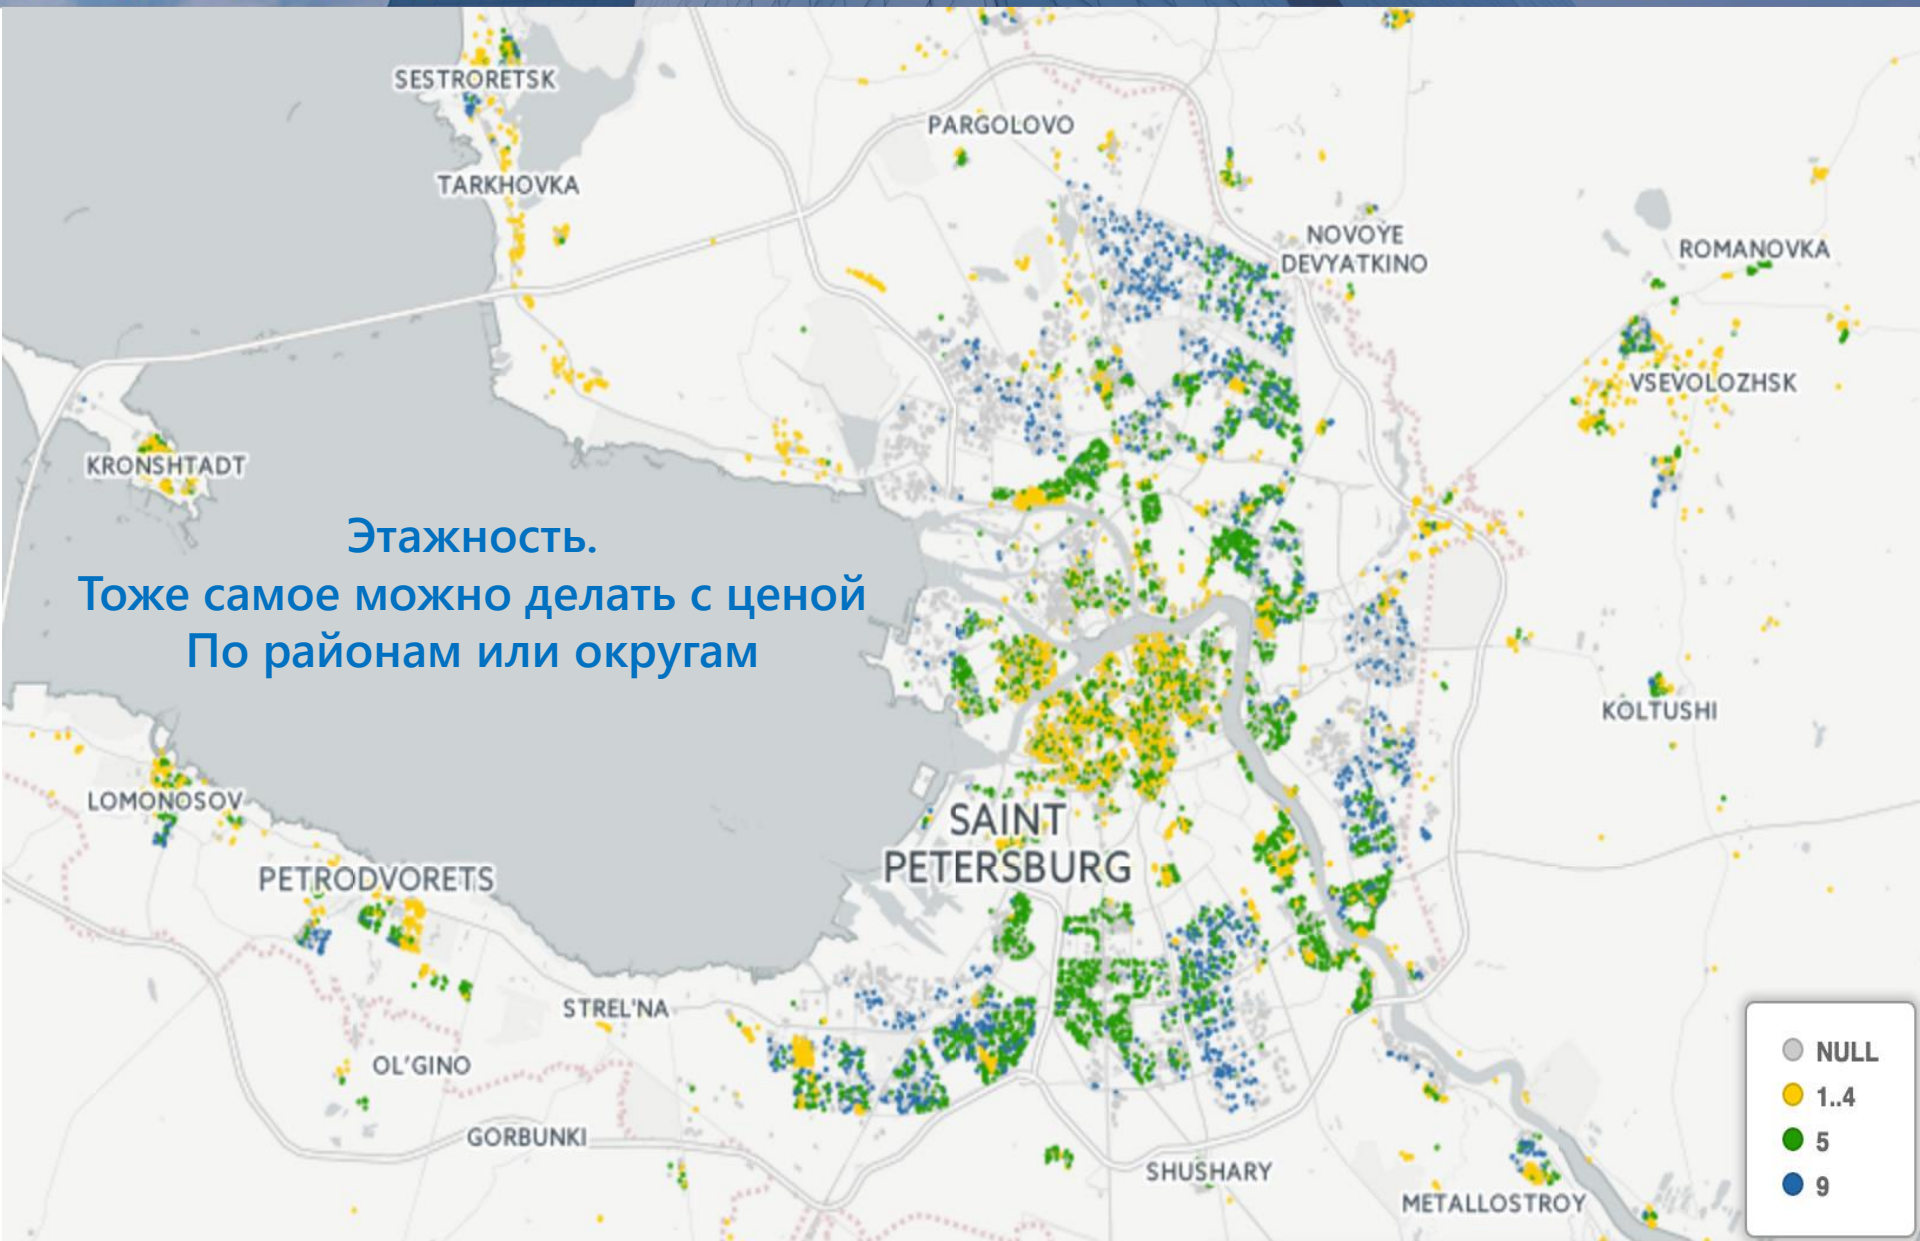 SESTRORETSK
PARGOLOVO
TARKHOVKA
NOVOYE
DEVYATKINO
ROMANOVKA
VSEVOLOZHSK
KRONSHTADT
Этажность.
Тоже самое можно делать с ценой
По районам или округам
KOLTUSHI
LOMONOSOV
SAINT
PETERSBURG
PETRODVORETS
STREL'NA
OL'GINO
GORBUNKI
SHUSHARY
METALLOSTROY
NULL
1..4
5
9